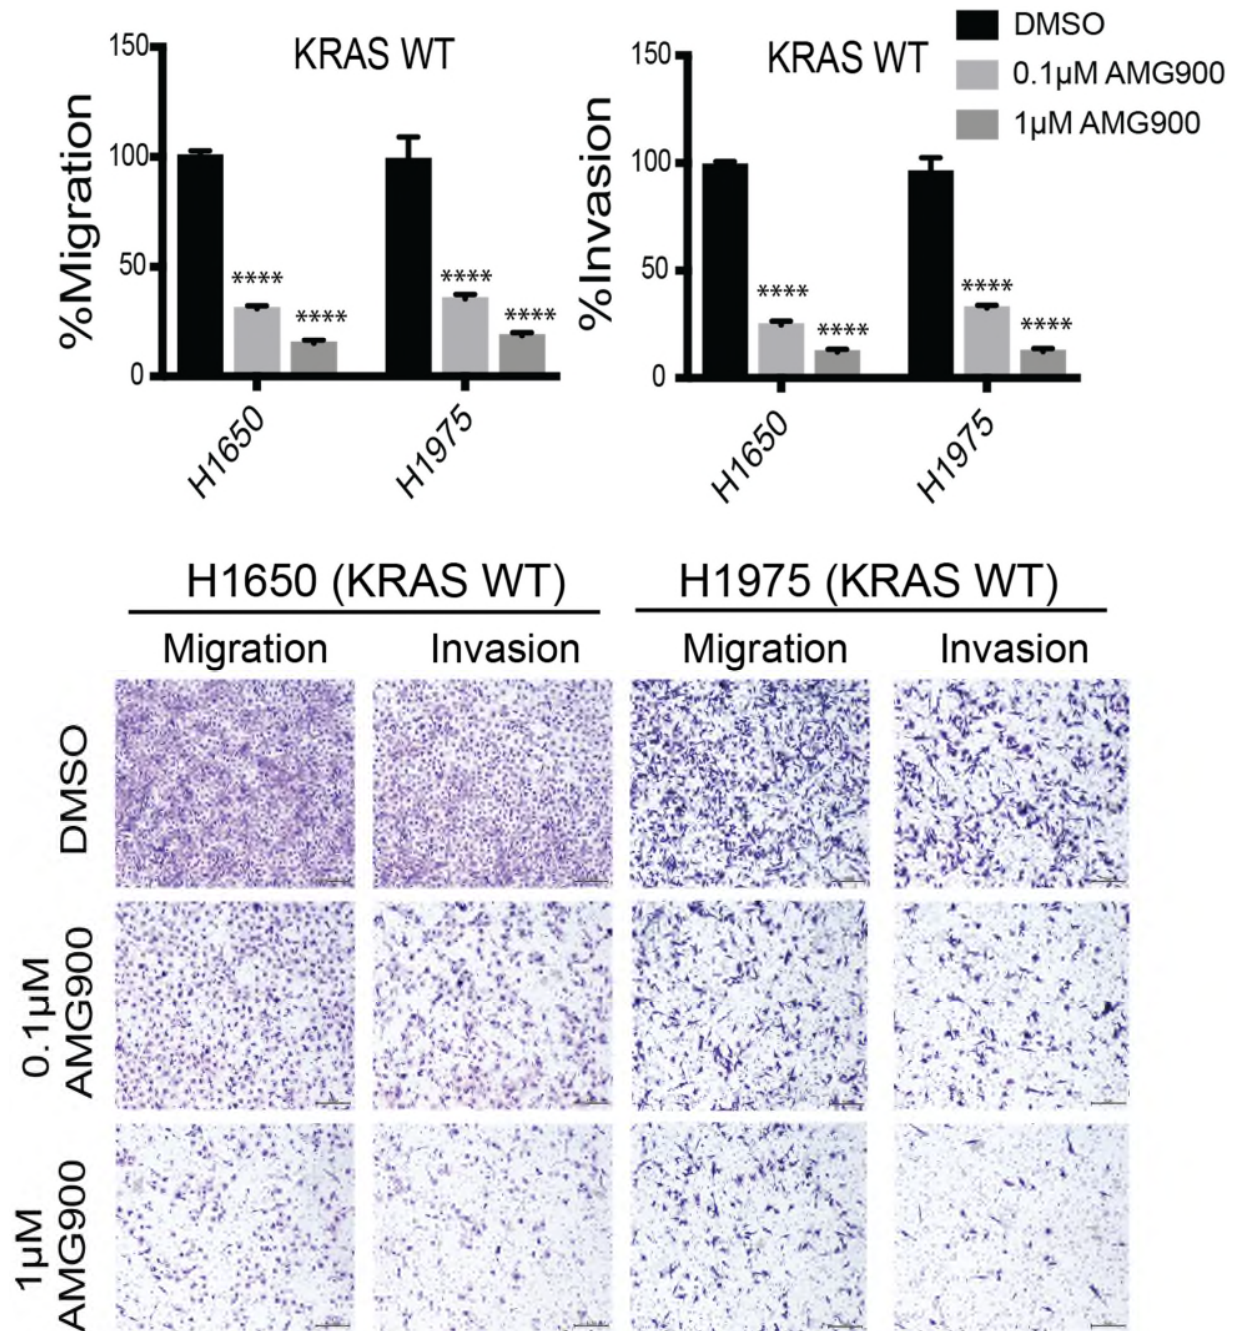 KRAS WT
%Migration
150
100
50
0
****
****
****
****
H1650
H1975
KRAS WT
%Invasion
150
100
50
0
****
****
****
****
H1650
H1975
DMSO
0.1µM AMG900
1µM AMG900
H1650 (KRAS WT)
H1975 (KRAS WT)
Migration
Invasion
Migration
Invasion
DMSO
0.1µM
AMG900
1µM
AMG900